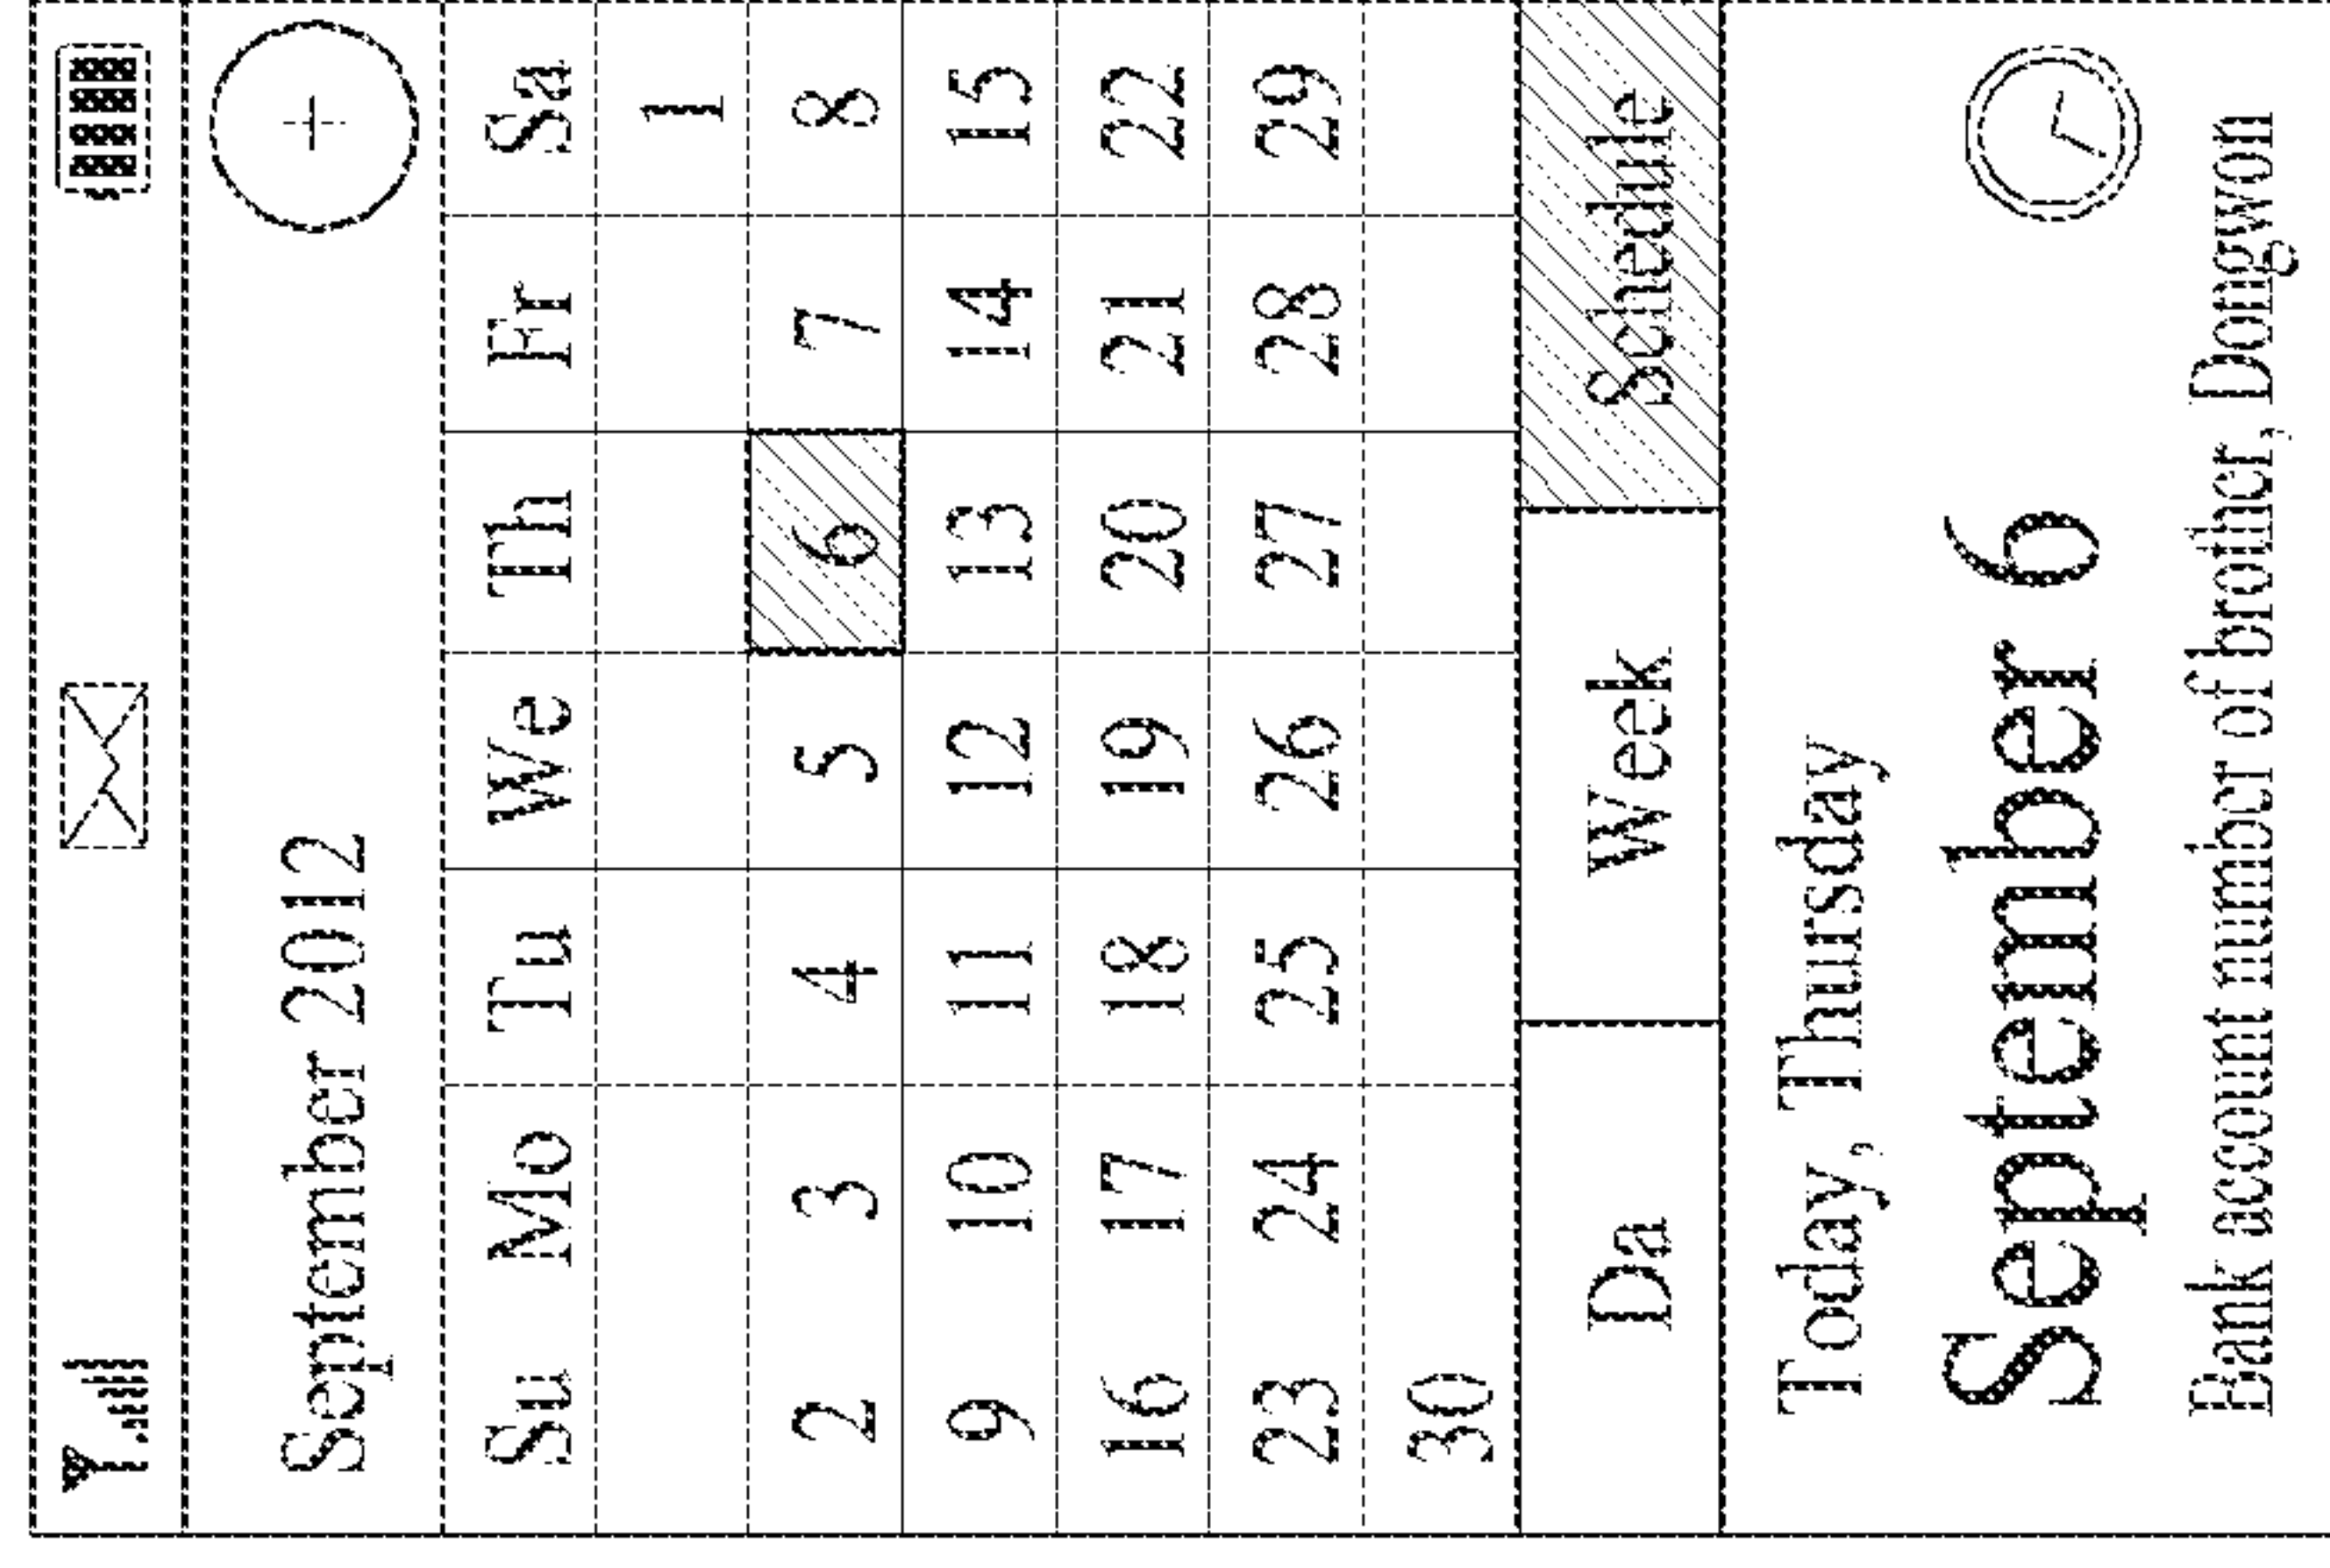 September 2012
Su Mo Tu We Th Fr Sa
1
2 3 4 5 6 7 8
9 10 11 12 13 14 15
16 17 18 19 20 21 22
23 24 25 26 27 28 29
30
Da Week Schedule
Today, Thursday
September 6
Bank account number of brother, Dongwon